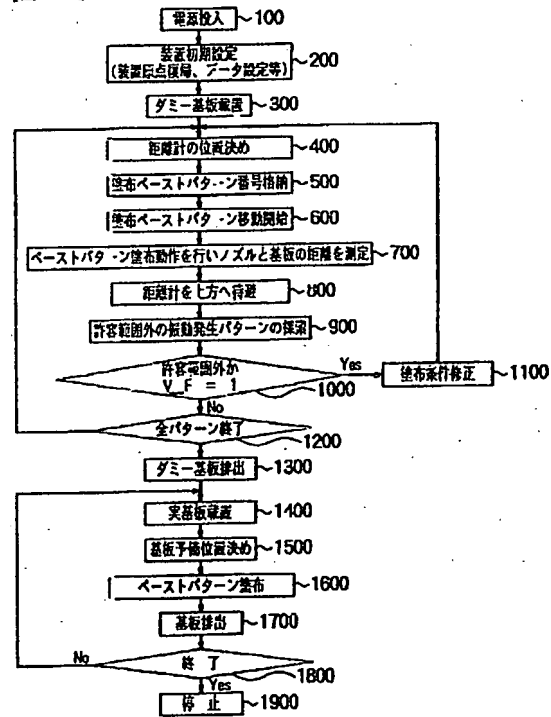 電源投入 100
装置初期設定
(装置原点復帰、データ設定等) 200
ダミー基板載置 300
距離計の位置決め 400
塗布ペーストパターン番号格納 500
塗布ペーストパターン移動開始 600
ペーストパターン塗布動作を行いノズルと基板の距離を測定 700
距離計を上方へ待避 800
許容範囲外の振動発生パターンの探索 900
許容範囲外か
V_F = 1
1000
Yes
塗布条件修正 1100
No
全パターン終了
1200
ダミー基板排出 1300
実基板載置 1400
基板予備位置決め 1500
ペーストパターン塗布 1600
基板排出 1700
No
終了
1800
Yes
停止 1900